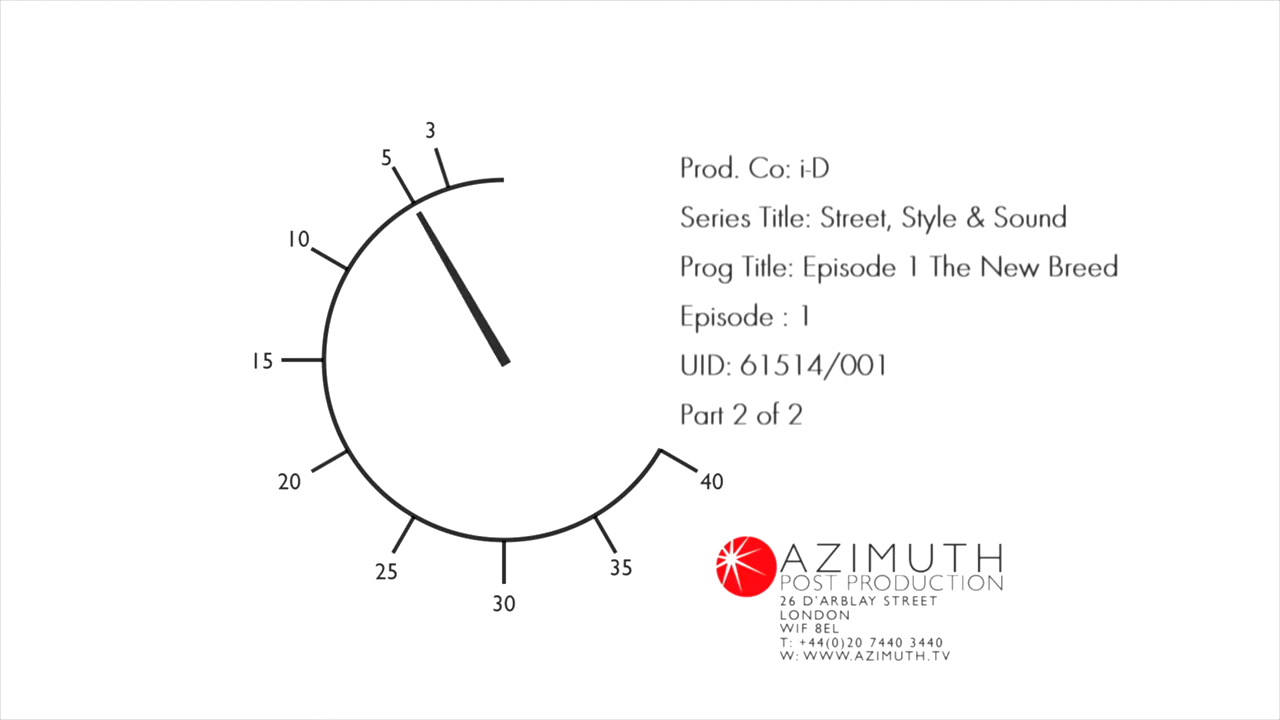 3
5
10
15
20
25
30
35
40
Prod. Co: i-D
Series Title: Street, Style & Sound
Prog Title: Episode 1 The New Breed
Episode : 1
UID: 61514/001
Part 2 of 2
AZIMUTH
POST PRODUCTION
26 D'ARBLAY STREET
LONDON
WIF 8EL
T: +44(0)20 7440 3440
W: WWW.AZIMUTH.TV